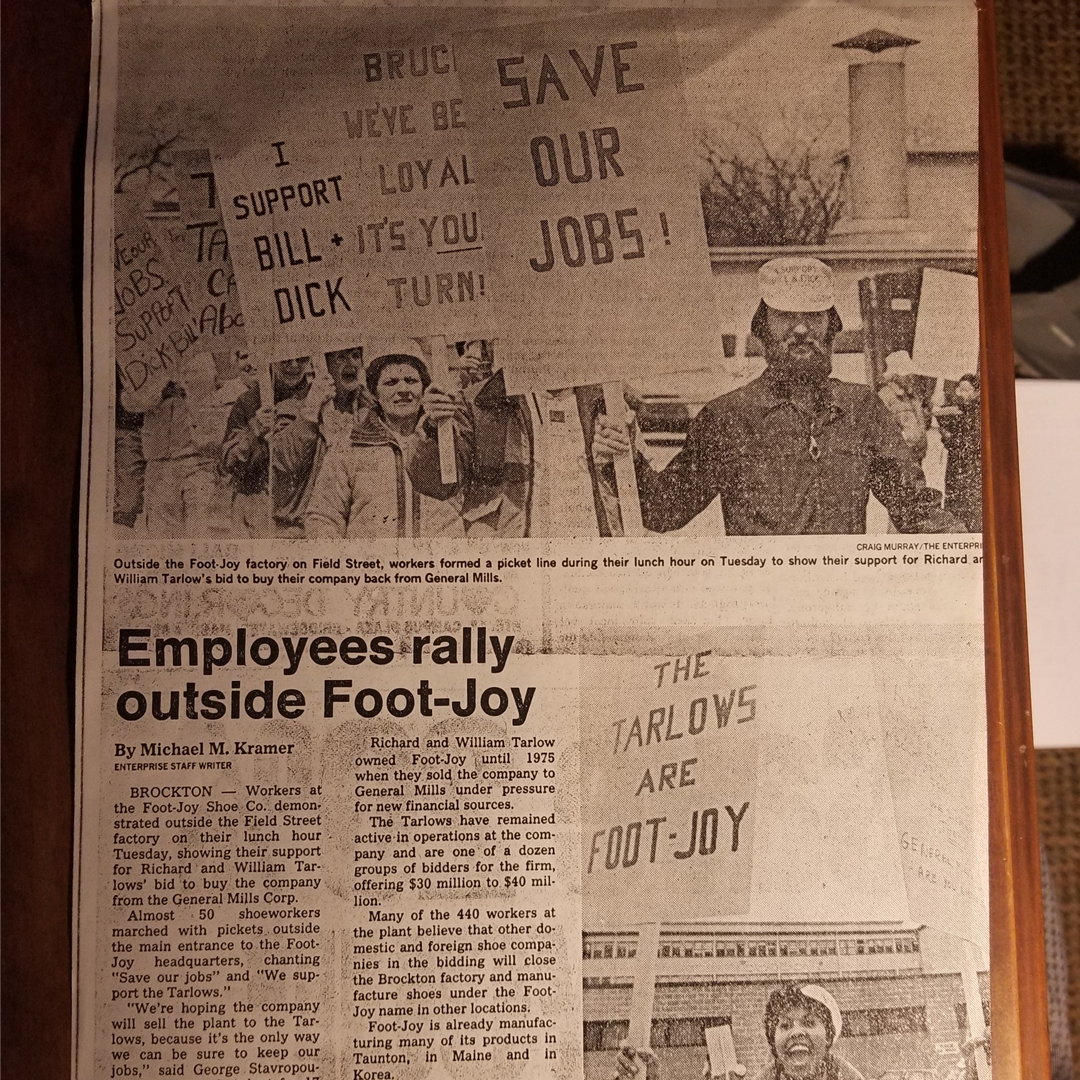 BRUC
WE'VE BE
LOYAL
IT'S YOU
TURN!
SAVE
OUR
JOBS!
I
SUPPORT
BILL +
DICK
JOBS
SUPPORT
DICK BILL
CRAIG MURRAY/THE ENTERPRI
Outside the Foot-Joy factory on Field Street, workers formed a picket line during their lunch hour on Tuesday to show their support for Richard an
William Tarlow's bid to buy their company back from General Mills.
Employees rally
outside Foot-Joy
By Michael M. Kramer
ENTERPRISE STAFF WRITER
BROCKTON — Workers at
the Foot-Joy Shoe Co. demon-
strated outside the Field Street
factory on their lunch hour
Tuesday, showing their support
for Richard and William Tar-
lows' bid to buy the company
from the General Mills Corp.
Almost 50 shoeworkers
marched with pickets outside
the main entrance to the Foot-
Joy headquarters, chanting
"Save our jobs" and "We sup-
port the Tarlows."
"We're hoping the company
will sell the plant to the Tar-
lows, because it's the only way
we can be sure to keep our
jobs," said George Stavropou-
Richard and William Tarlow
owned Foot-Joy until 1975
when they sold the company to
General Mills under pressure
for new financial sources.
The Tarlows have remained
active in operations at the com-
pany and are one of a dozen
groups of bidders for the firm,
offering $30 million to $40 mil-
lion.
Many of the 440 workers at
the plant believe that other do-
mestic and foreign shoe compa-
nies in the bidding will close
the Brockton factory and manu-
facture shoes under the Foot-
Joy name in other locations.
Foot-Joy is already manufac-
turing many of its products in
Taunton, in Maine and in
Korea.
THE
TARLOWS
ARE
FOOT-JOY
GENERAL